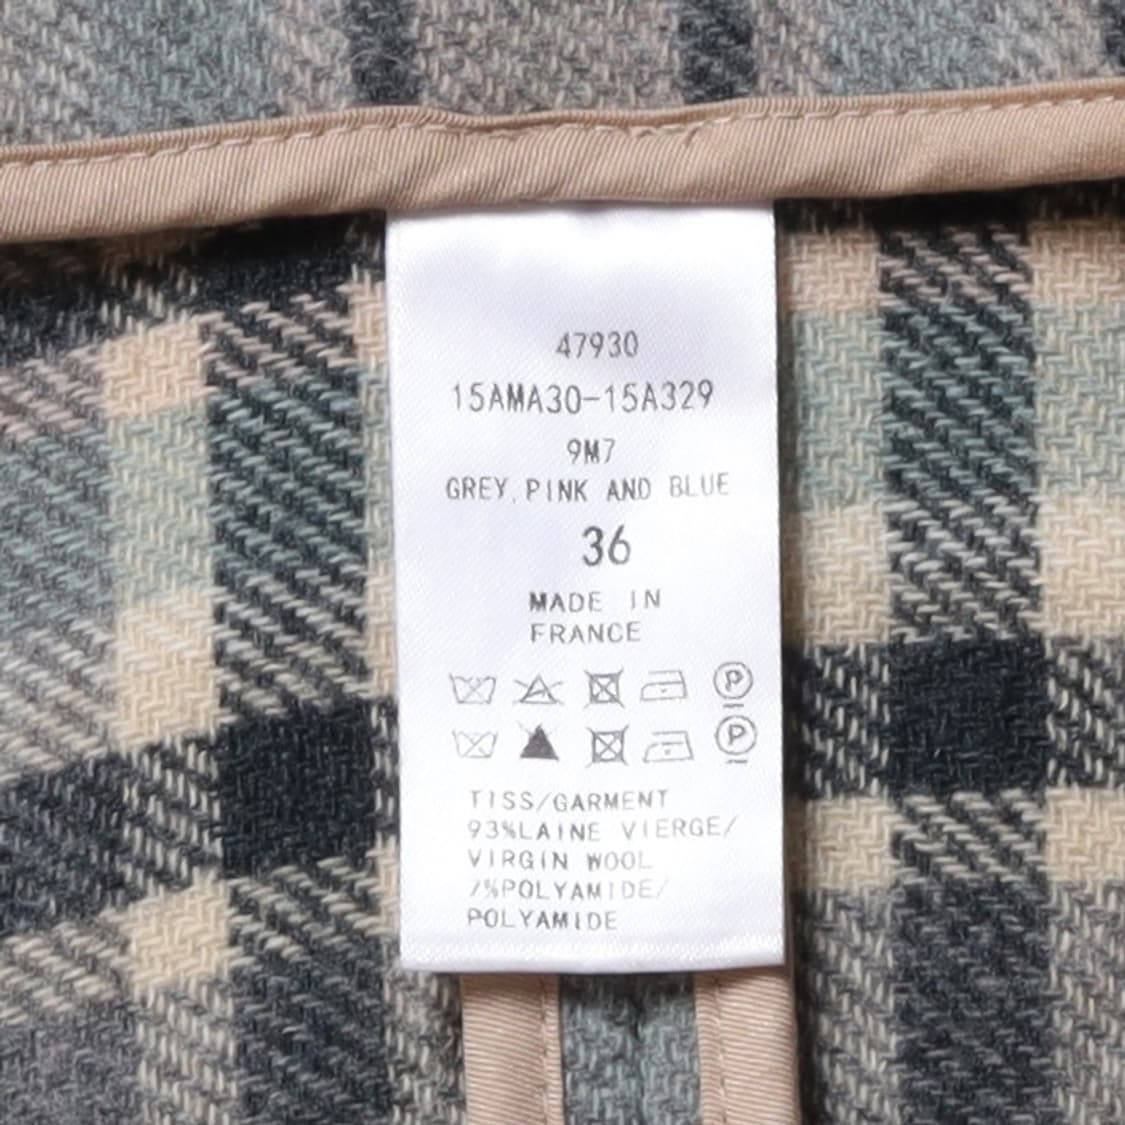 47930
15AMA30-15A329
9M7
GREY,PINK AND BLUE
36
MADE IN
FRANCE
P
P
TISS/GARMENT
93%LAINE VIERGE/
VIRGIN WOOL
7%POLYAMIDE/
POLYAMIDE